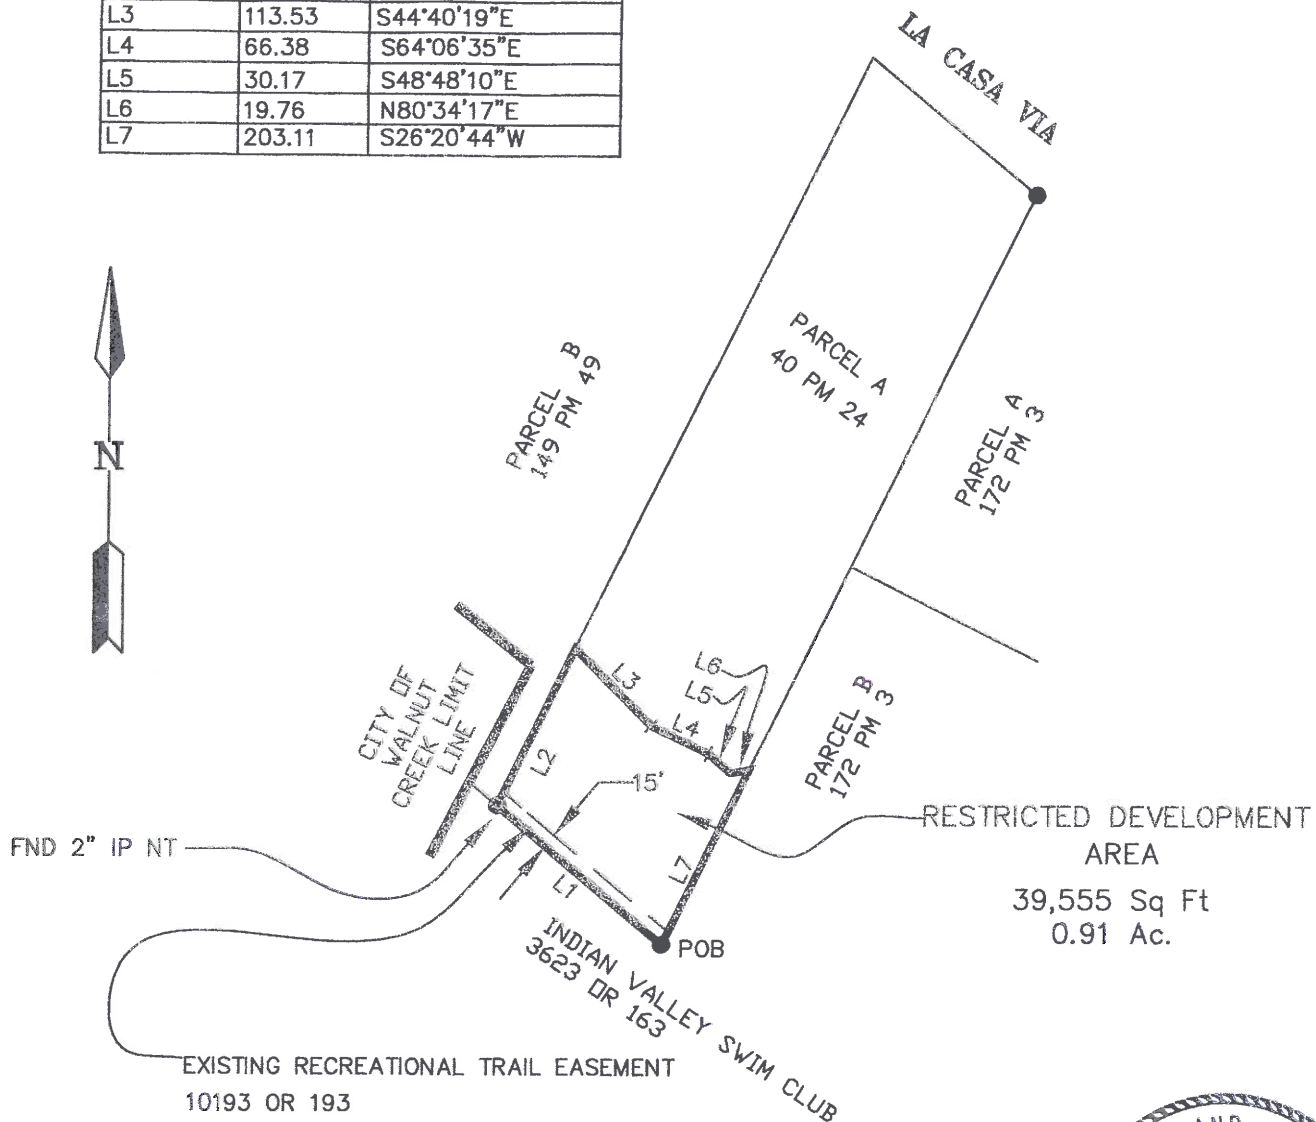 L3 113.53 S44°40'19"E
L4 66.38 S64°06'35"E
L5 30.17 S48°48'10"E
L6 19.76 N80°34'17"E
L7 203.11 S26°20'44"W
LA CASA VIA
PARCEL A
40 PM 24
PARCEL B
149 PM 49
PARCEL A
172 PM 3
N
L6
L3
L5
L4
PARCEL B
172 PM 3
CITY OF
WALNUT
CREEK LIMIT
LINE
L2
15'
RESTRICTED DEVELOPMENT
AREA
39,555 Sq Ft
0.91 Ac.
FND 2" IP NT
L7
L1
POB
INDIAN VALLEY SWIM CLUB
3623 OR 163
EXISTING RECREATIONAL TRAIL EASEMENT
10193 OR 193